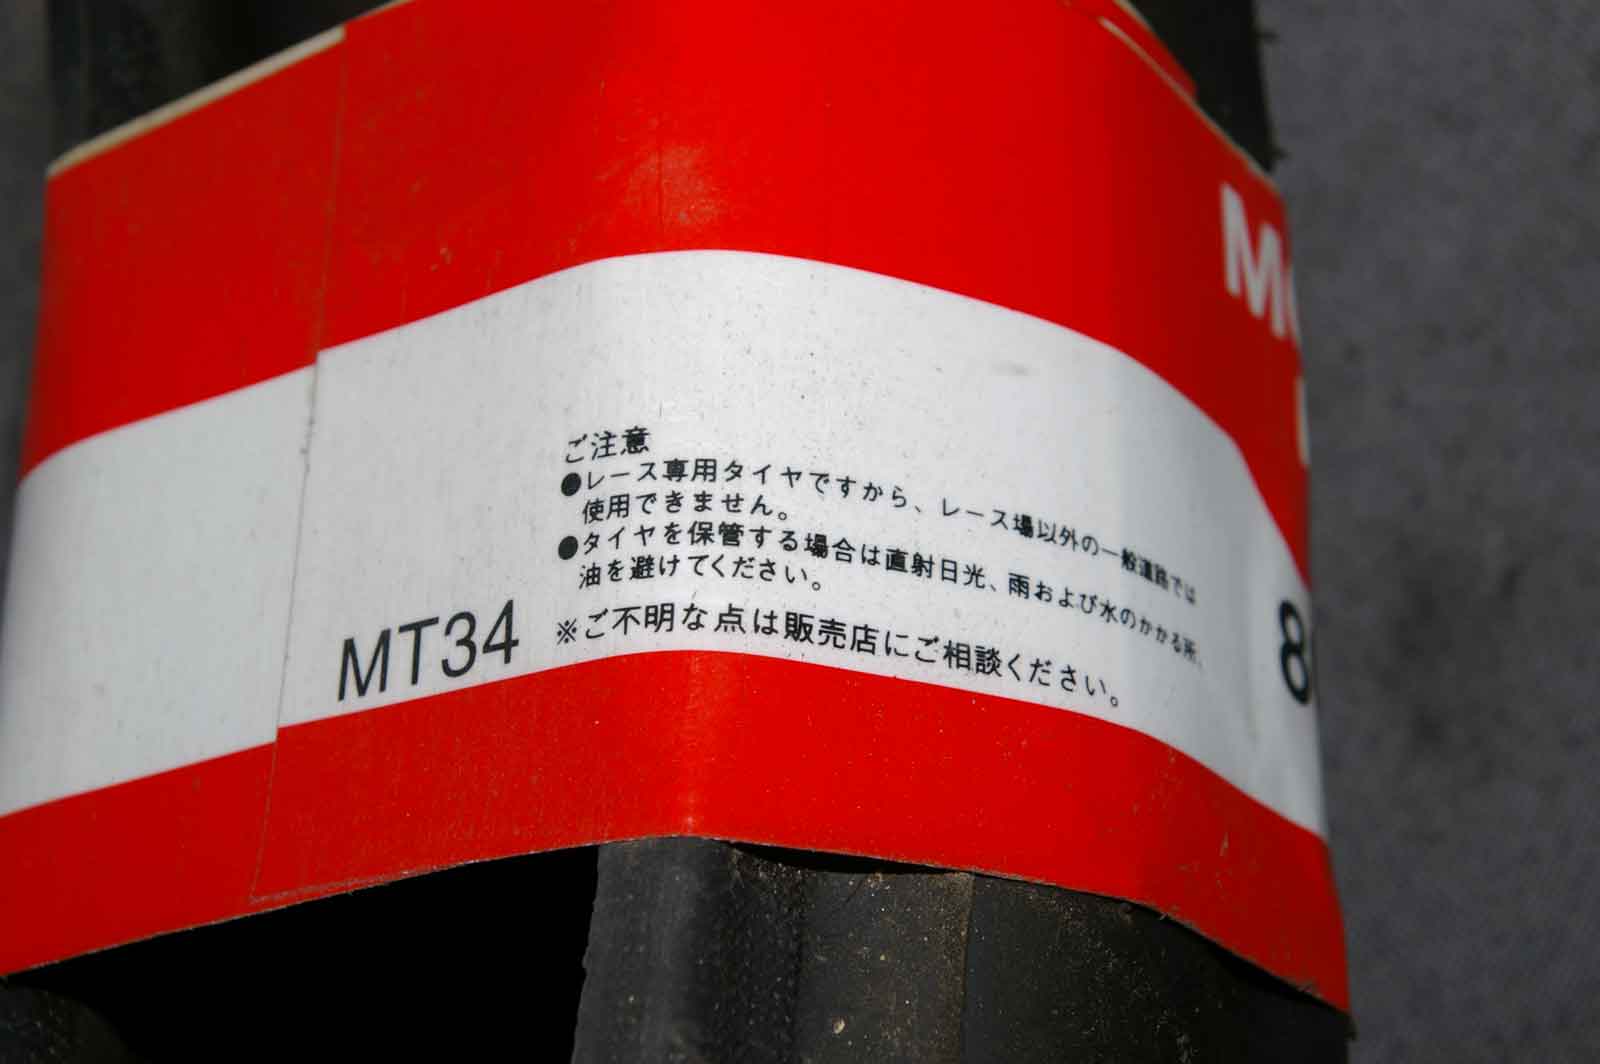 ご注意
●レース専用タイヤですから、レース場以外の一般道路では
使用できません。
●タイヤを保管する場合は直射日光、雨および水のかかる所、
油を避けてください。
※ご不明な点は販売店にご相談ください。
MT34